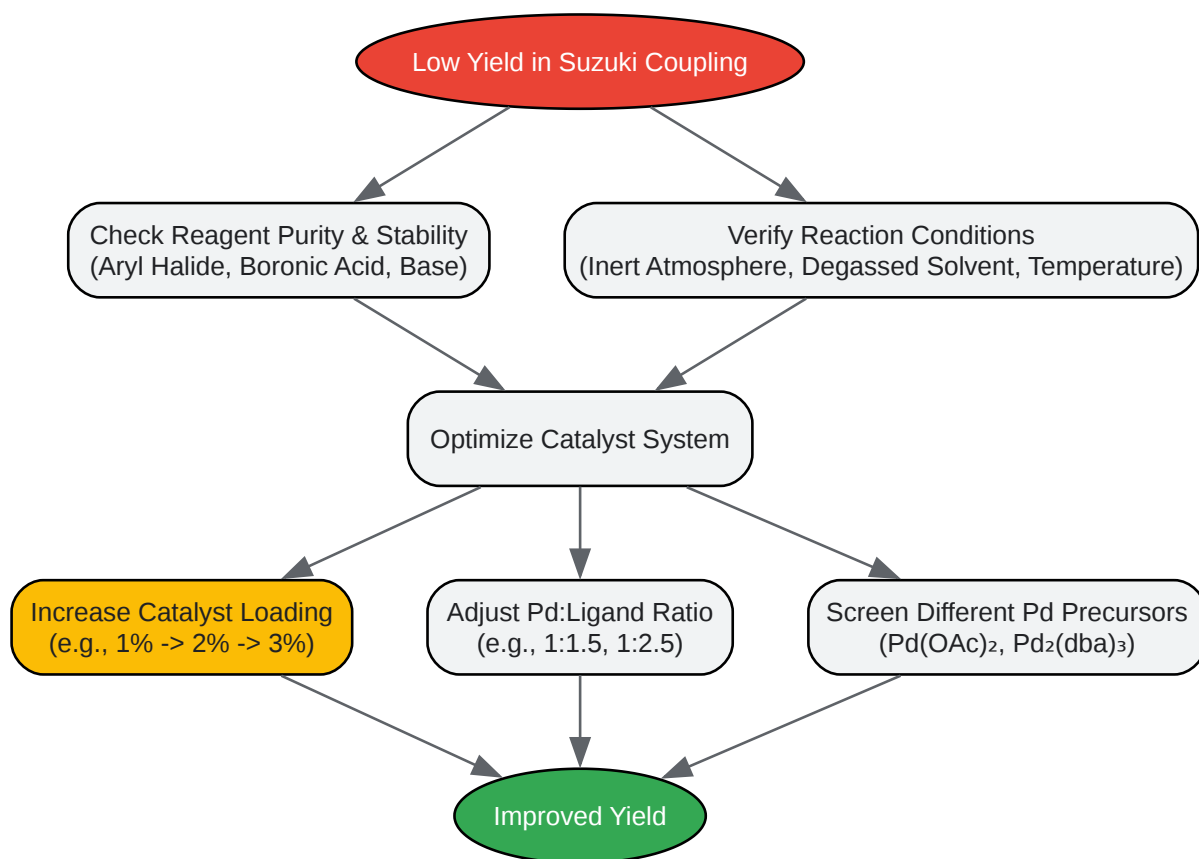 Low Yield in Suzuki Coupling
Check Reagent Purity & Stability
(Aryl Halide, Boronic Acid, Base)
Verify Reaction Conditions
(Inert Atmosphere, Degassed Solvent, Temperature)
Optimize Catalyst System
Increase Catalyst Loading
(e.g., 1% -> 2% -> 3%)
Adjust Pd:Ligand Ratio
(e.g., 1:1.5, 1:2.5)
Screen Different Pd Precursors
(Pd(OAc)₂, Pd₂(dba)₃)
Improved Yield